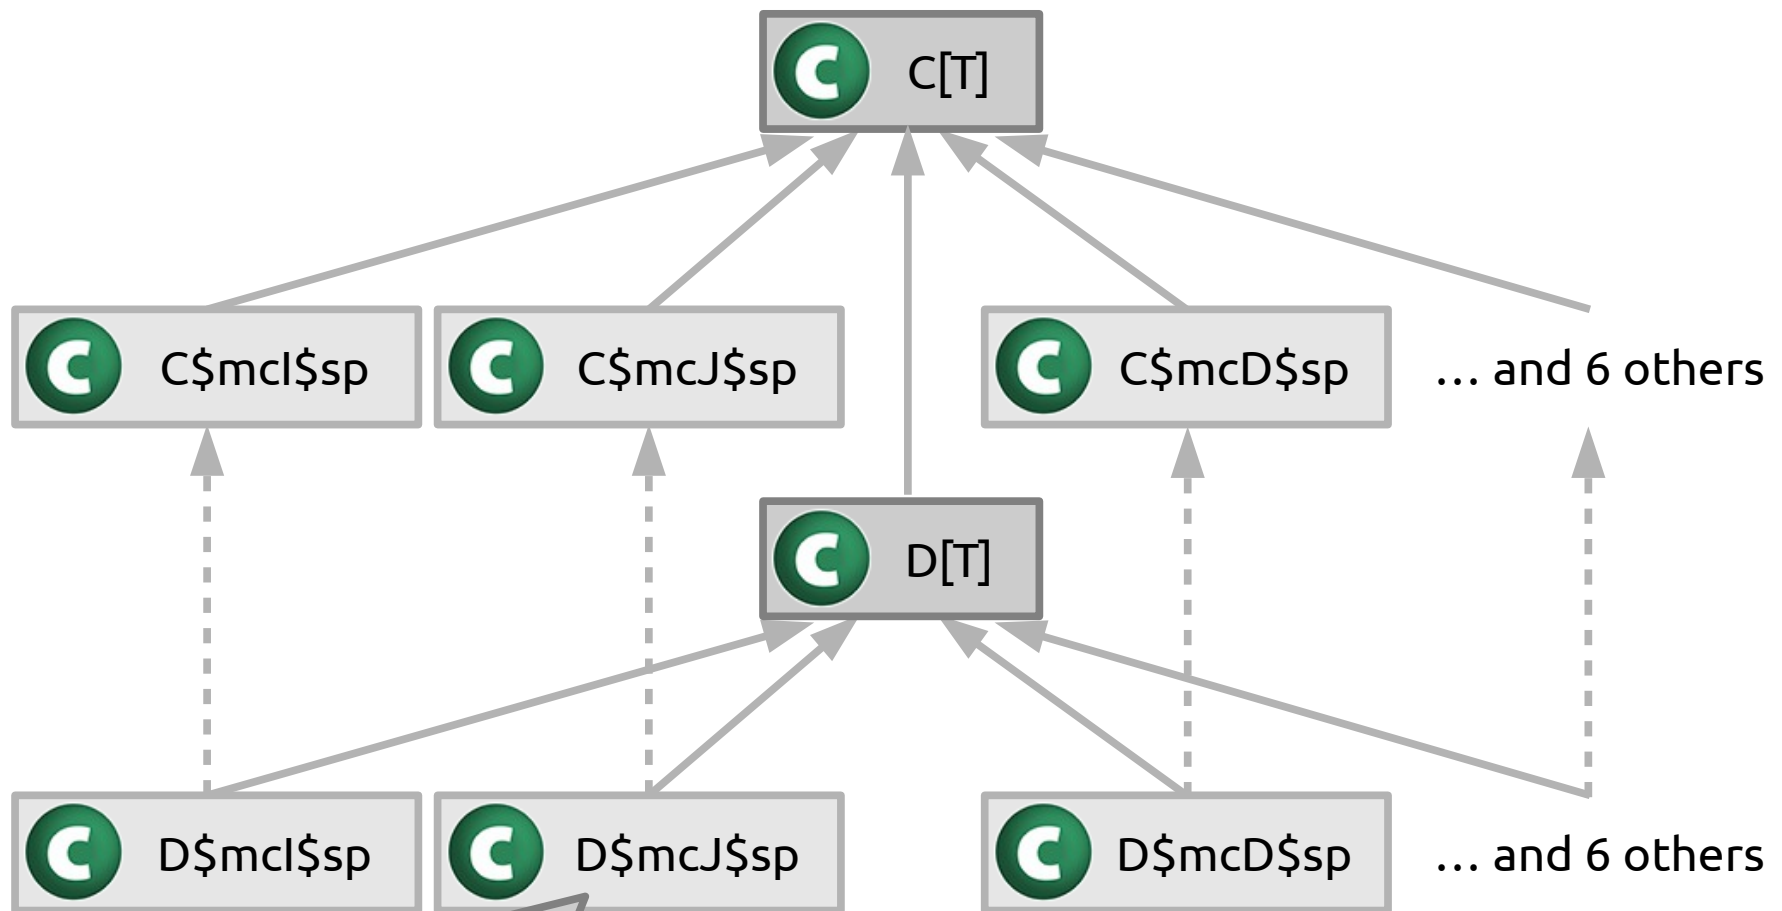 C C[T]
C C$mcI$sp
C C$mcJ$sp
C C$mcD$sp
... and 6 others
C D[T]
C D$mcI$sp
C D$mcJ$sp
C D$mcD$sp
... and 6 others